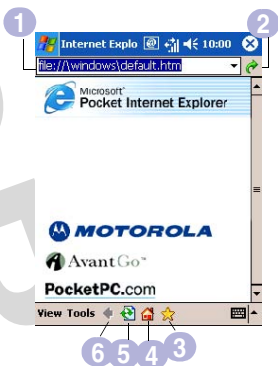 1 2
Internet Explo 10:00
file://\windows\default.htm
Microsoft®
Pocket Internet Explorer
MOTOROLA
AvantGo™
PocketPC.com
View Tools
6 5 4 3